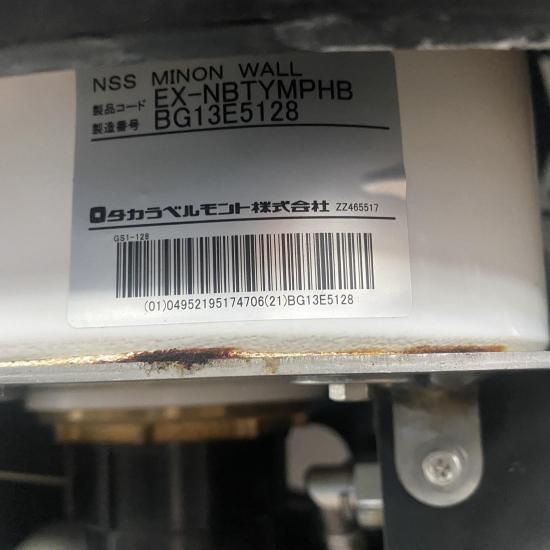 NSS MINON WALL
製品コード EX-NBTYMPHB
製造番号 BG13E5128
タカラベルモント株式会社 ZZ465517
GS1-128
(01)04952195174706(21)BG13E5128